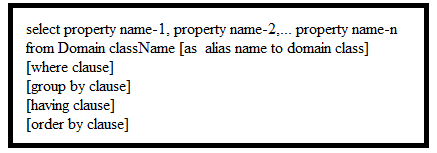 select property name-1, property name-2,... property name-n
from Domain className [as alias name to domain class]
[where clause]
[group by clause]
[having clause]
[order by clause]